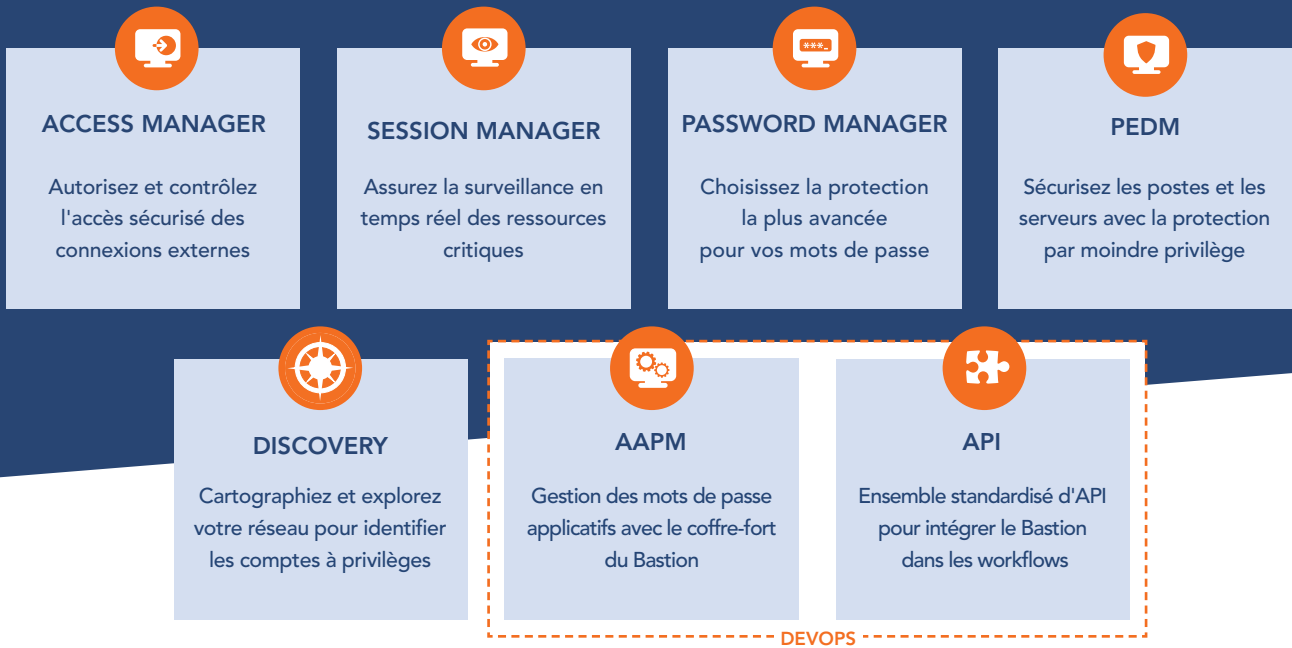 ***_
ACCESS MANAGER
Autorisez et contrôlez
l'accès sécurisé des
connexions externes
SESSION MANAGER
Assurez la surveillance en
temps réel des ressources
critiques
PASSWORD MANAGER
Choisissez la protection
la plus avancée
pour vos mots de passe
PEDM
Sécurisez les postes et les
serveurs avec la protection
par moindre privilège
DISCOVERY
Cartographiez et explorez
votre réseau pour identifier
les comptes à privilèges
AAPM
Gestion des mots de passe
applicatifs avec le coffre-fort
du Bastion
API
Ensemble standardisé d'API
pour intégrer le Bastion
dans les workflows
DEVOPS